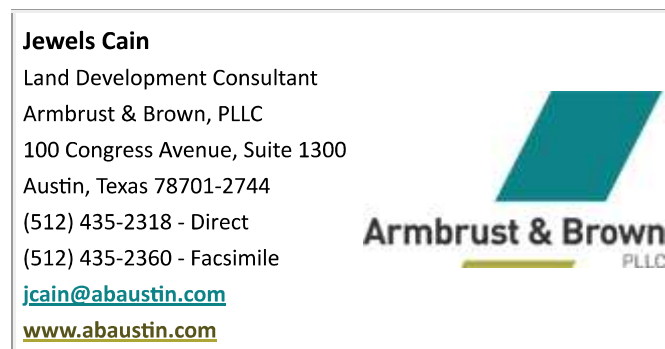 Jewels Cain
Land Development Consultant
Armbrust & Brown, PLLC
100 Congress Avenue, Suite 1300
Austin, Texas 78701-2744
(512) 435-2318 - Direct
(512) 435-2360 - Facsimile
jcain@abaustin.com
www.abaustin.com
Armbrust & Brown
PLLC